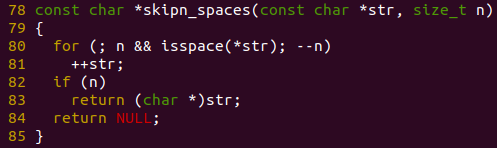 78 const char *skipn_spaces(const char *str, size_t n)
79 {
80   for (; n && isspace(*str); --n)
81     ++str;
82   if (n)
83     return (char *)str;
84   return NULL;
85 }